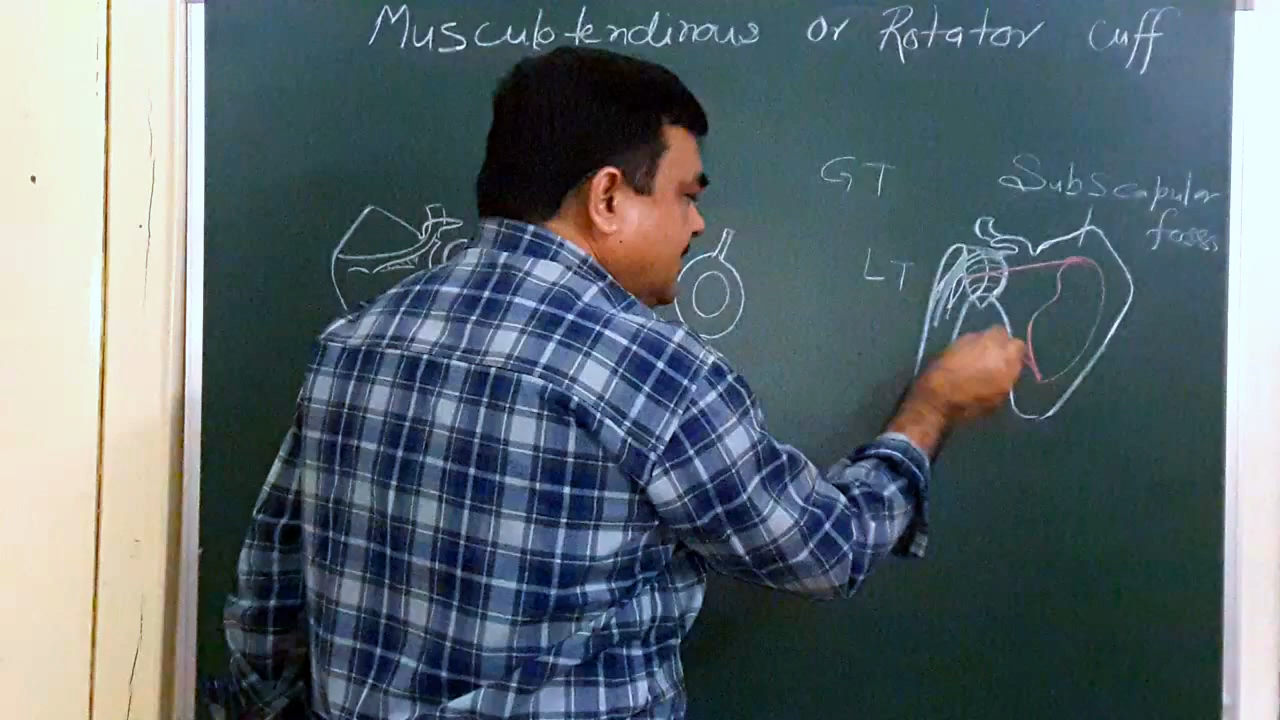 Musculotendinous or Rotator Cuff
GT
Subscapular
fossa
LT